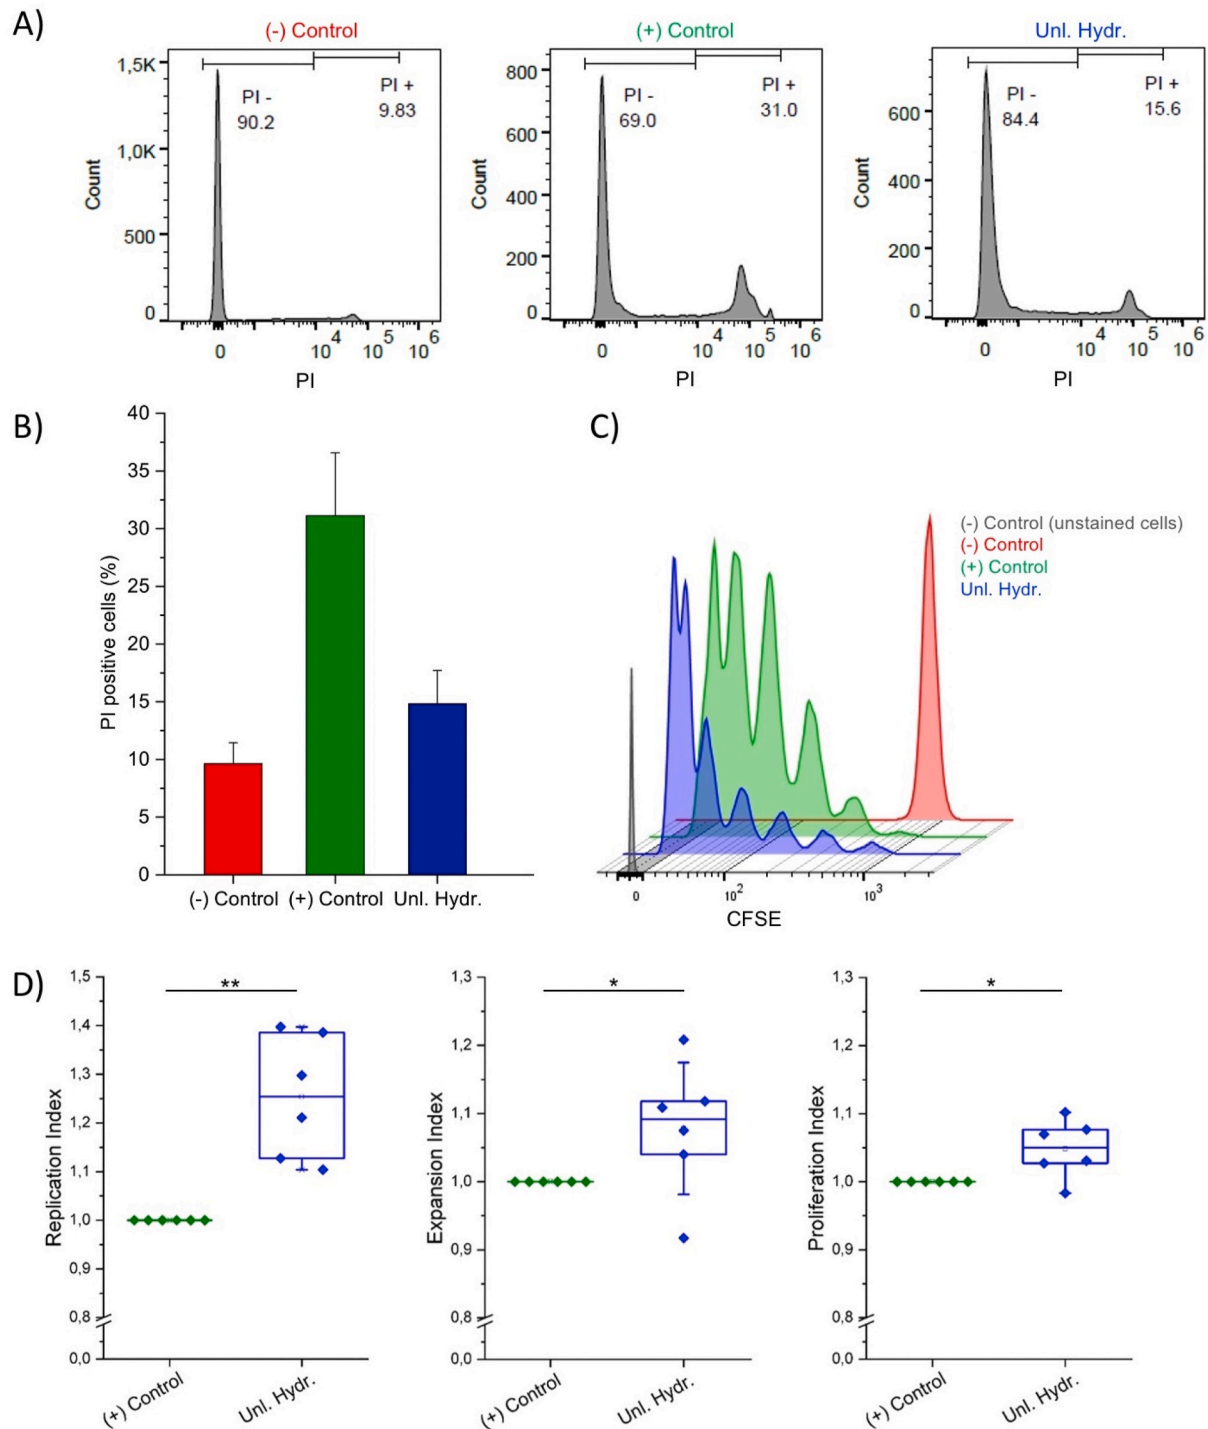 A)
(-) Control
1,5K
1,0K
500
0
Count
PI -
90.2
PI +
9.83
0 10^4 10^5 10^6
PI
(+) Control
800
600
400
200
0
Count
PI -
69.0
PI +
31.0
0 10^4 10^5 10^6
PI
Unl. Hydr.
600
400
200
0
Count
PI -
84.4
PI +
15.6
0 10^4 10^5 10^6
PI
B)
40
35
30
25
20
15
10
5
0
PI positive cells (%)
(-) Control (+) Control Unl. Hydr.
C)
(-) Control (unstained cells)
(-) Control
(+) Control
Unl. Hydr.
0 10^2 10^3
CFSE
D)
1,5
1,4
1,3
1,2
1,1
1,0
0,9
0,8
0,0
Replication Index
**
(+) Control
Unl. Hydr.
1,3
1,2
1,1
1,0
0,9
0,8
0,0
Expansion Index
*
(+) Control
Unl. Hydr.
1,3
1,2
1,1
1,0
0,9
0,8
0,0
Proliferation Index
*
(+) Control
Unl. Hydr.